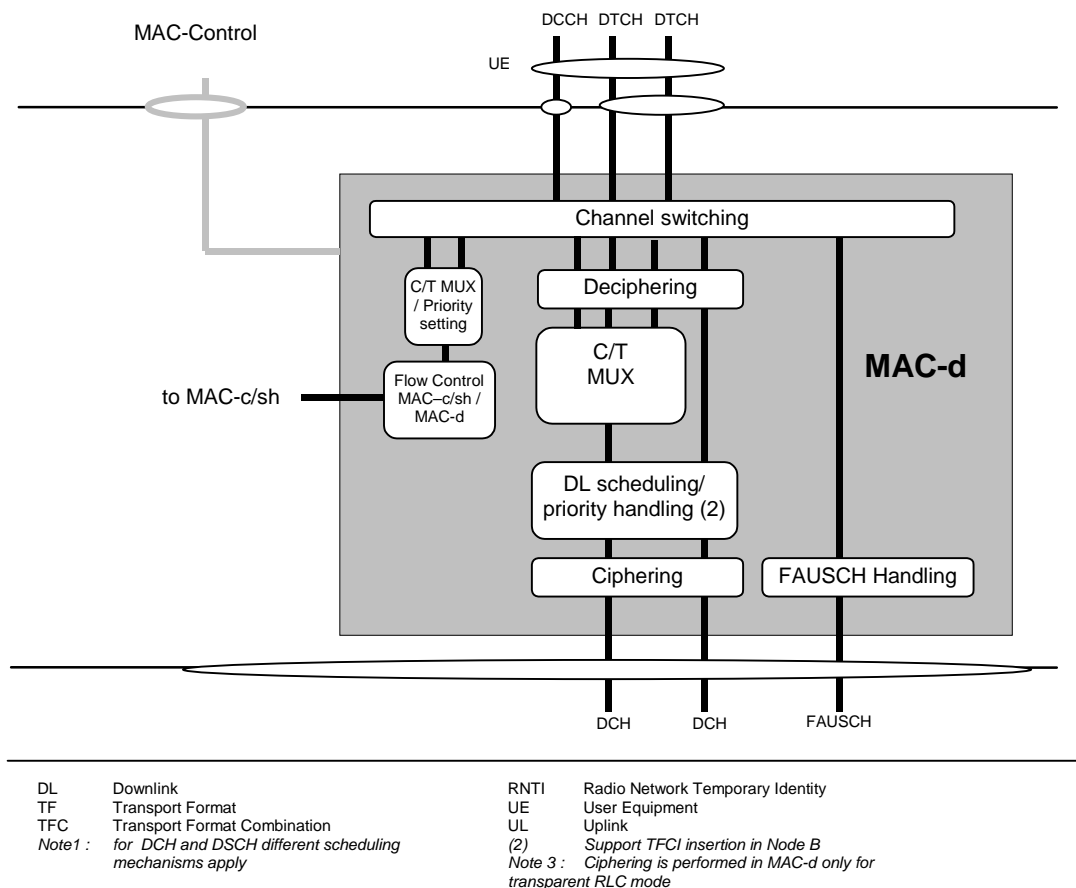 DCCH DTCH DTCH
MAC-Control
UE
Channel switching
C/T MUX
/ Priority
setting
Deciphering
C/T
MUX
MAC-d
to MAC-c/sh
Flow Control
MAC–c/sh /
MAC-d
DL scheduling/
priority handling (2)
Ciphering
FAUSCH Handling
DCH DCH FAUSCH
DL Downlink
TF Transport Format
TFC Transport Format Combination
Note1 : for DCH and DSCH different scheduling
mechanisms apply
RNTI Radio Network Temporary Identity
UE User Equipment
UL Uplink
(2) Support TFCI insertion in Node B
Note 3 : Ciphering is performed in MAC-d only for
transparent RLC mode